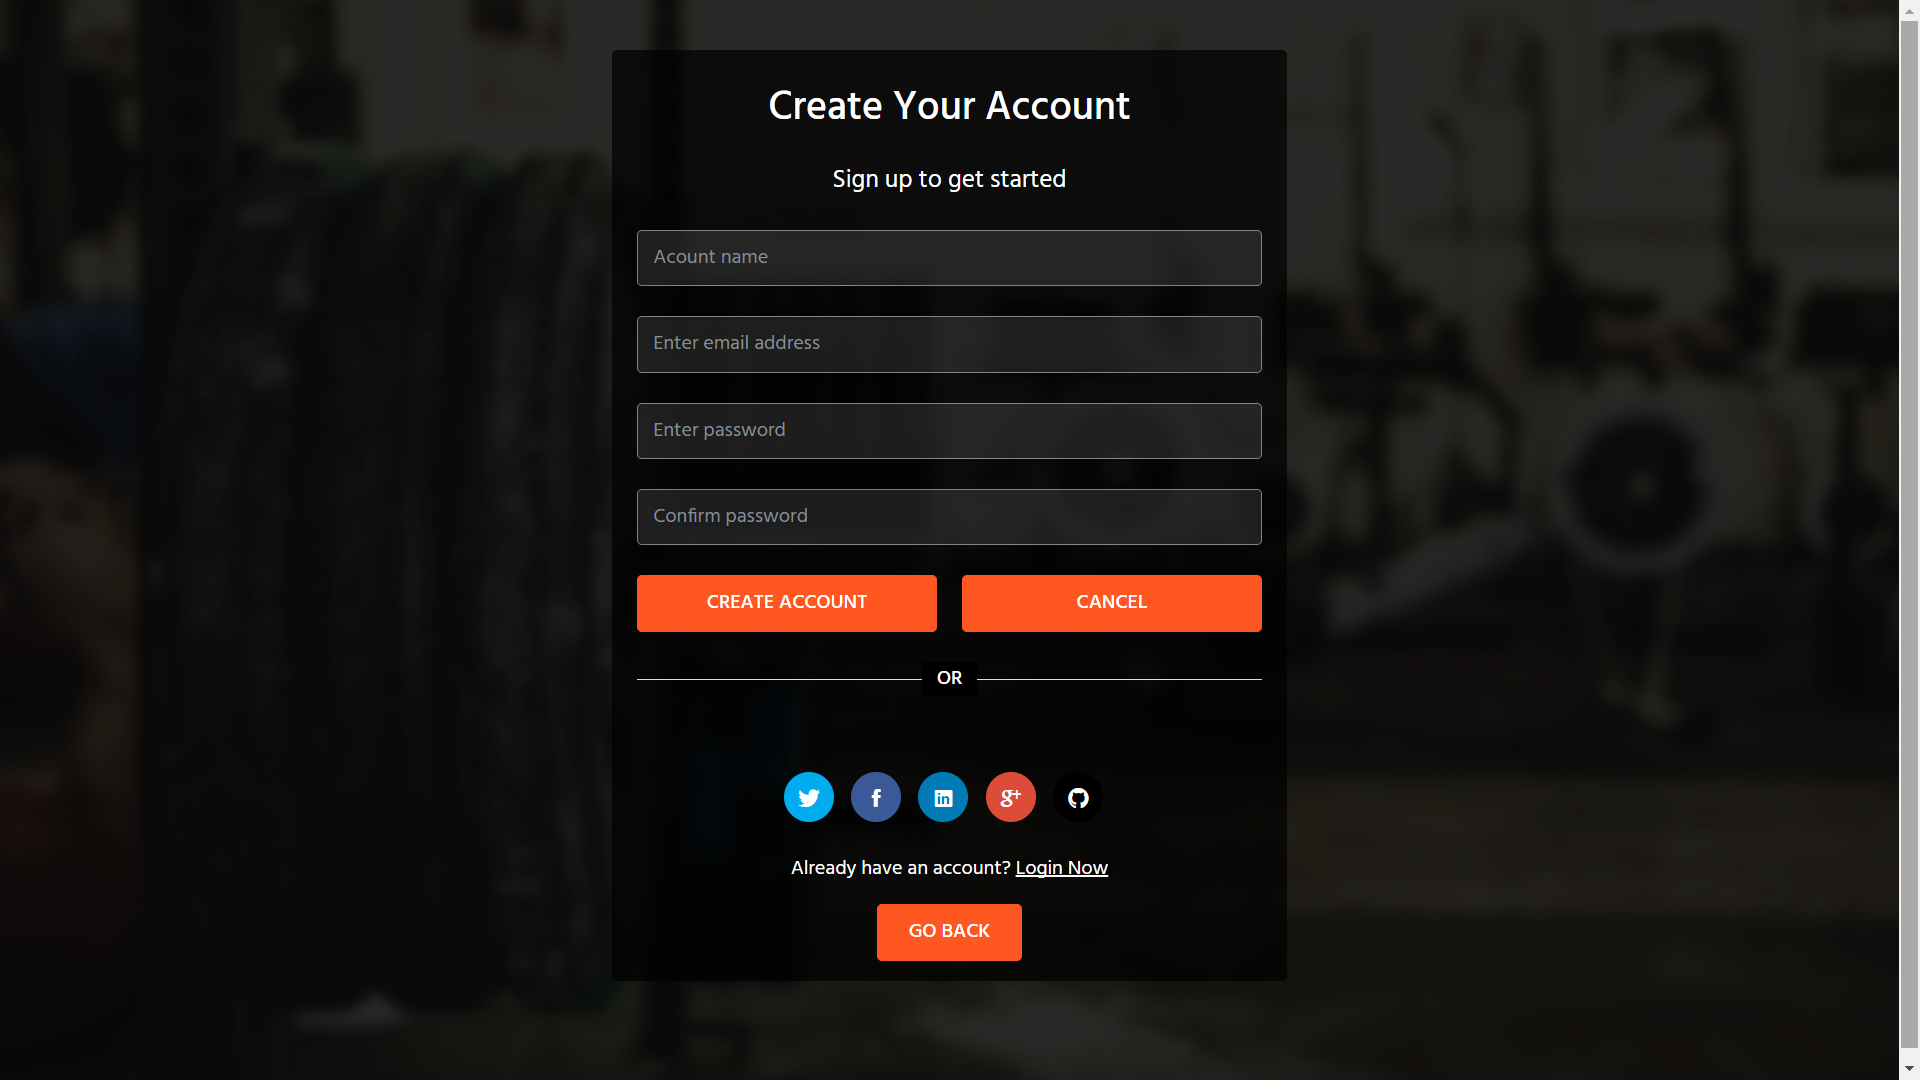 Create Your Account
Sign up to get started
Acount name
Enter email address
Enter password
Confirm password
CREATE ACCOUNT CANCEL
OR
Already have an account? Login Now
GO BACK